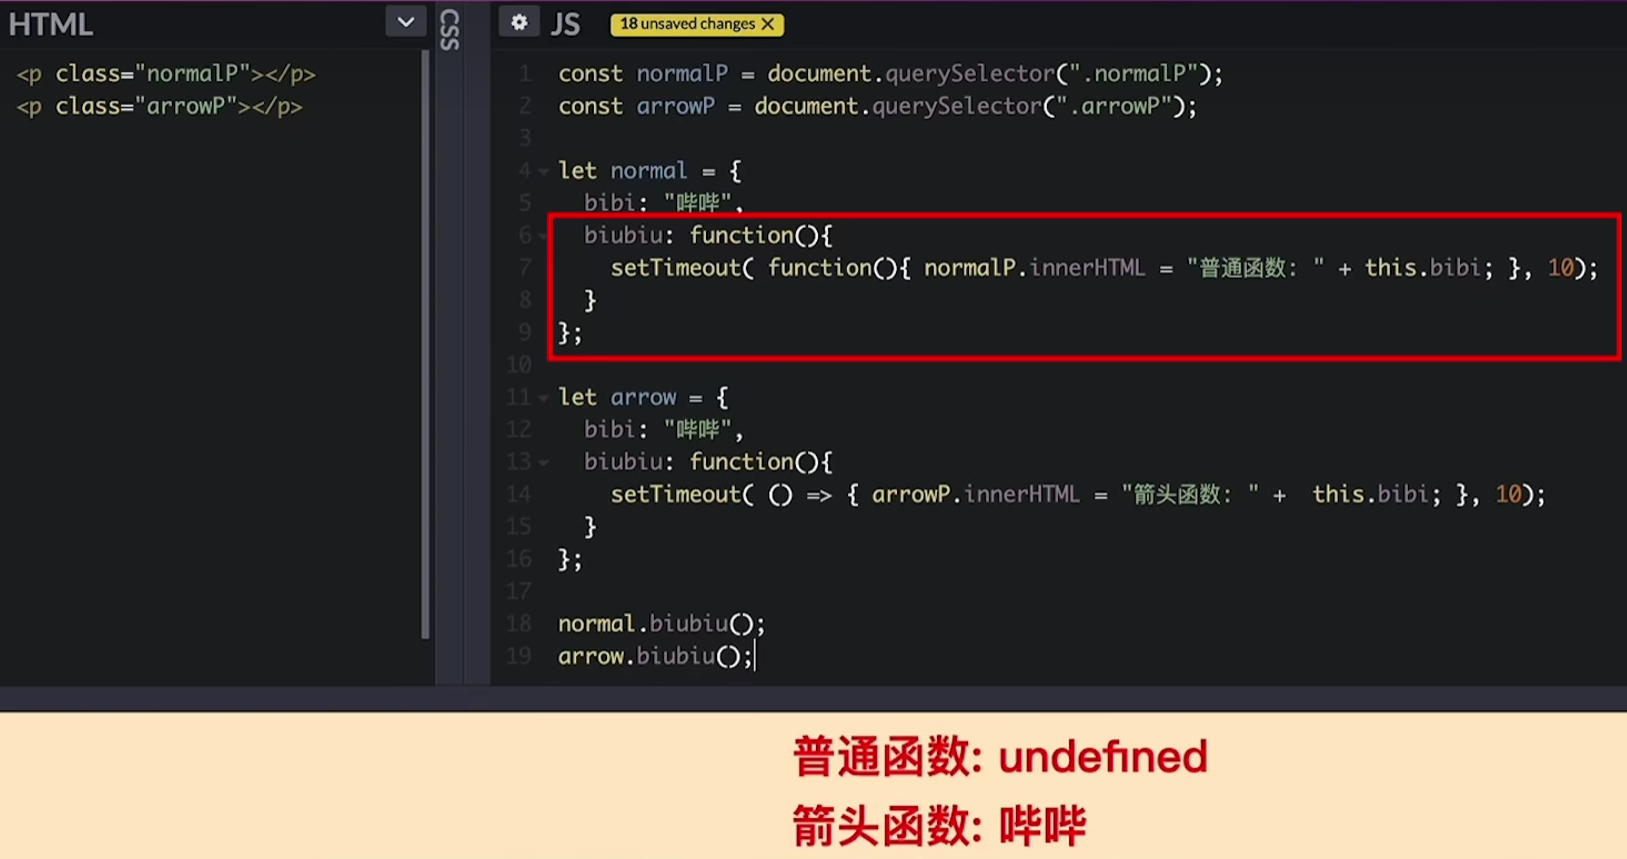 HTML
<p class="normalP"></p>
<p class="arrowP"></p>
CSS
JS
18 unsaved changes ✕
1 const normalP = document.querySelector(".normalP");
2 const arrowP = document.querySelector(".arrowP");
3
4 let normal = {
5 bibi: "哔哔",
6 biubiu: function(){
7 setTimeout( function(){ normalP.innerHTML = "普通函数: " + this.bibi; }, 10);
8 }
9 };
10
11 let arrow = {
12 bibi: "哔哔",
13 biubiu: function(){
14 setTimeout( () => { arrowP.innerHTML = "箭头函数: " + this.bibi; }, 10);
15 }
16 };
17
18 normal.biubiu();
19 arrow.biubiu();
普通函数: undefined
箭头函数: 哔哔